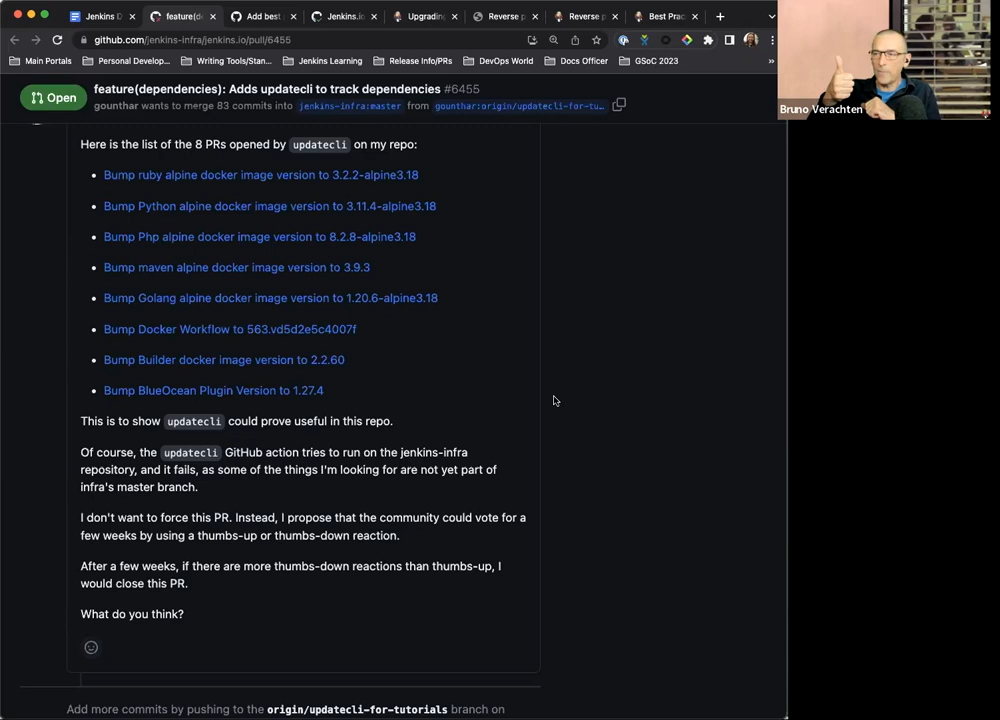 Jenkins D
feature(de
Add best
Jenkins.io
Upgrading
Reverse p
Reverse p
Best Prac
github.com/jenkins-infra/jenkins.io/pull/6455
Main Portals
Personal Develop...
Writing Tools/Stan...
Jenkins Learning
Release Info/PRs
DevOps World
Docs Officer
GSoC 2023
»
Open
feature(dependencies): Adds updatecli to track dependencies #6455
gounthar wants to merge 83 commits into jenkins-infra:master from gounthar:origin/updatecli-for-tu...
Bruno Verachten
Here is the list of the 8 PRs opened by updatecli on my repo:
• Bump ruby alpine docker image version to 3.2.2-alpine3.18
• Bump Python alpine docker image version to 3.11.4-alpine3.18
• Bump Php alpine docker image version to 8.2.8-alpine3.18
• Bump maven alpine docker image version to 3.9.3
• Bump Golang alpine docker image version to 1.20.6-alpine3.18
• Bump Docker Workflow to 563.vd5d2e5c4007f
• Bump Builder docker image version to 2.2.60
• Bump BlueOcean Plugin Version to 1.27.4
This is to show updatecli could prove useful in this repo.
Of course, the updatecli GitHub action tries to run on the jenkins-infra
repository, and it fails, as some of the things I'm looking for are not yet part of
infra's master branch.
I don't want to force this PR. Instead, I propose that the community could vote for a
few weeks by using a thumbs-up or thumbs-down reaction.
After a few weeks, if there are more thumbs-down reactions than thumbs-up, I
would close this PR.
What do you think?
Add more commits by pushing to the origin/updatecli-for-tutorials branch on